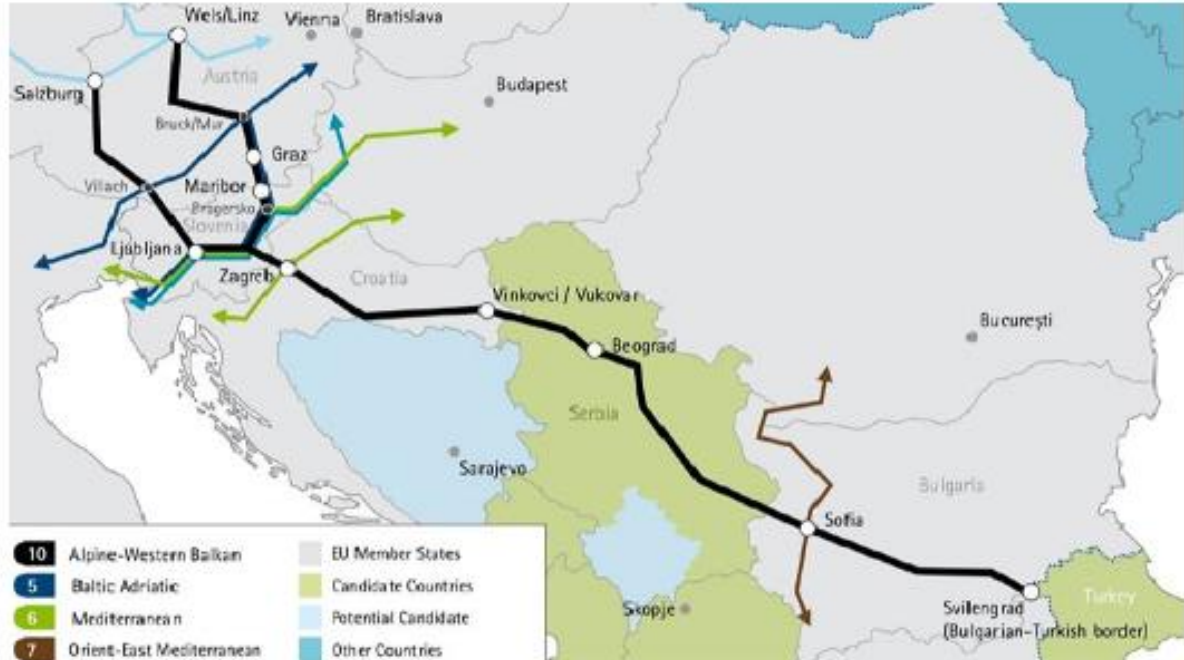 Wels/Linz
Vienna
Bratislava
Austria
Salzburg
Budapest
Bruck/Mur
Graz
Villach
Maribor
Pragersko
Slovenia
Ljubljana
Zagreb
Croatia
Vinkovci / Vukovar
Bucureşti
Beograd
Serbia
Sarajevo
Bulgaria
Sofia
Skopje
Svillengrad
(Bulgarian-Turkish border)
Turkey
10 Alpine-Western Balkan
5 Baltic Adriatic
6 Mediterranean
7 Orient-East Mediterranean
EU Member States
Candidate Countries
Potential Candidate
Other Countries